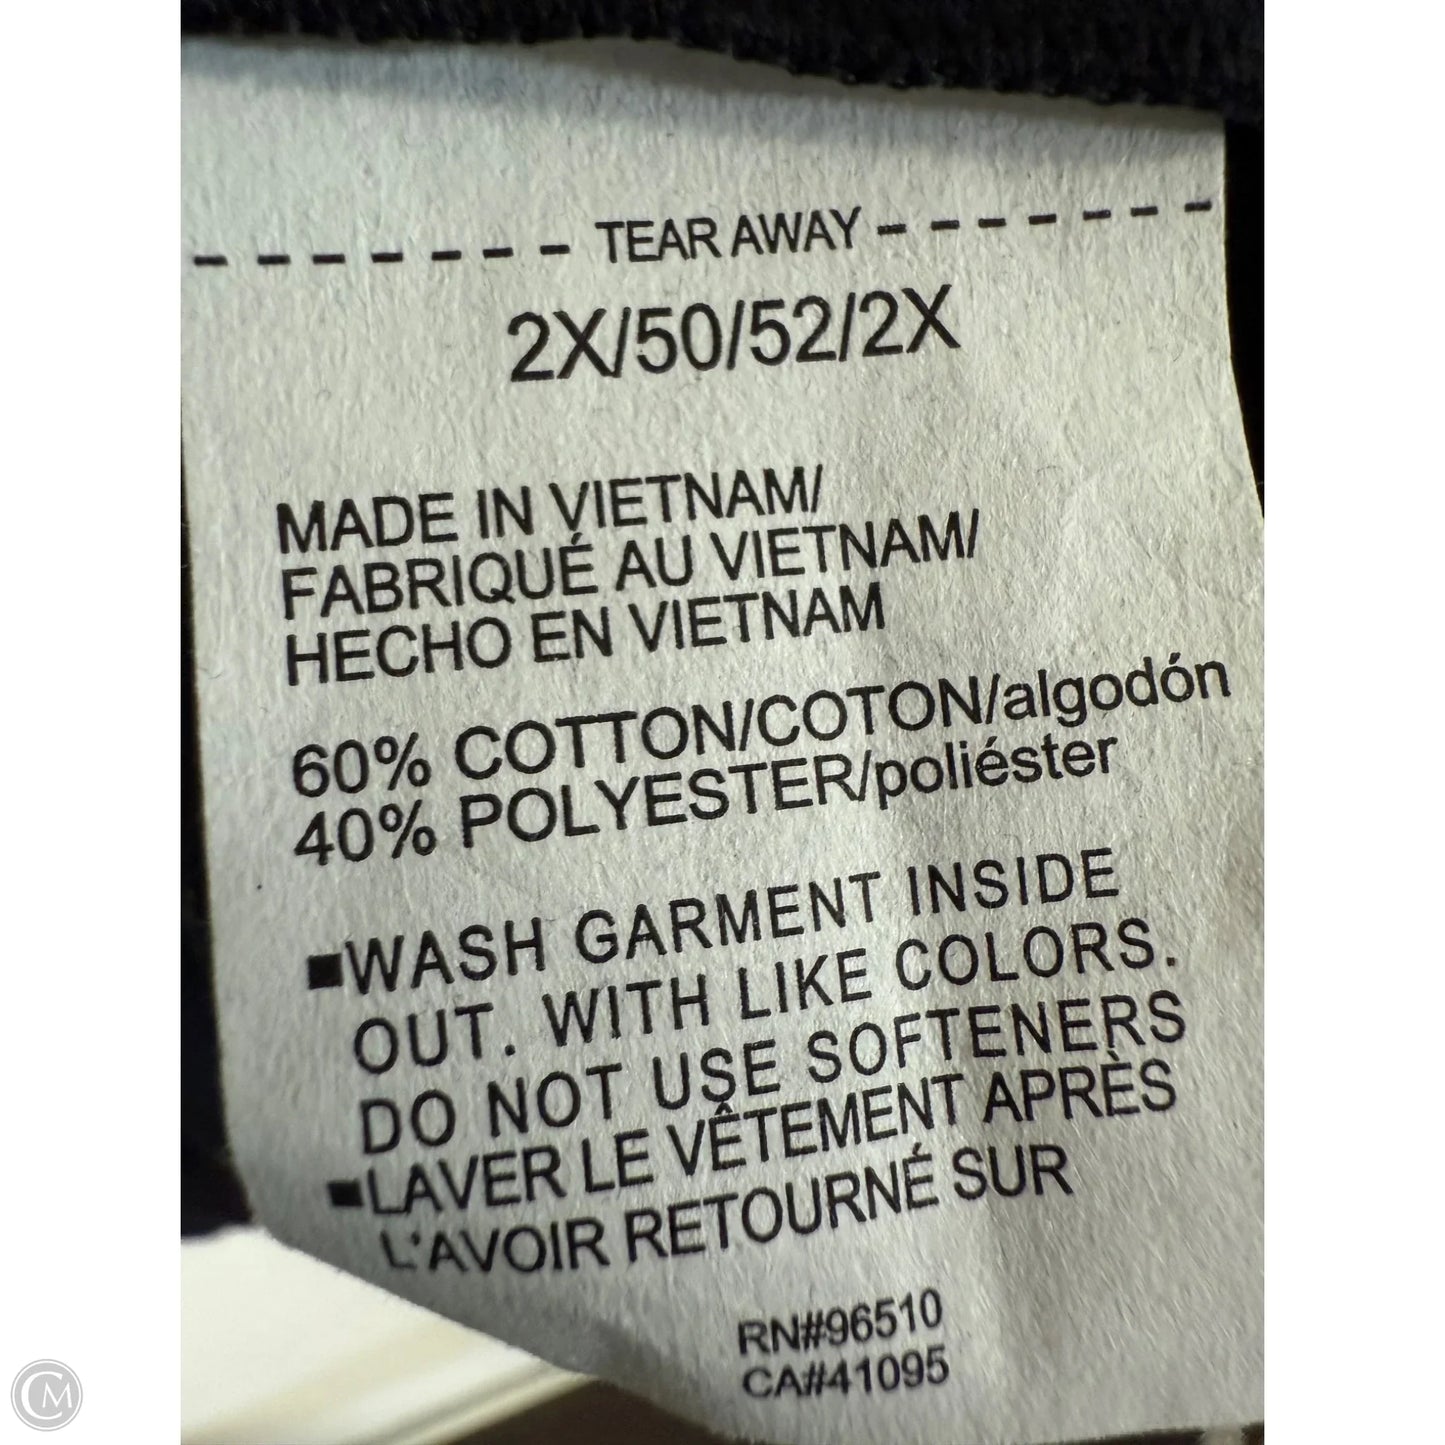 TEAR AWAY
2X/50/52/2X
MADE IN VIETNAM/
FABRIQUÉ AU VIETNAM/
HECHO EN VIETNAM
60% COTTON/COTON/algodón
40% POLYESTER/poliéster
■WASH GARMENT INSIDE
OUT. WITH LIKE COLORS.
DO NOT USE SOFTENERS
■LAVER LE VÊTEMENT APRÈS
L'AVOIR RETOURNÉ SUR
RN#96510
CA#41095
CM